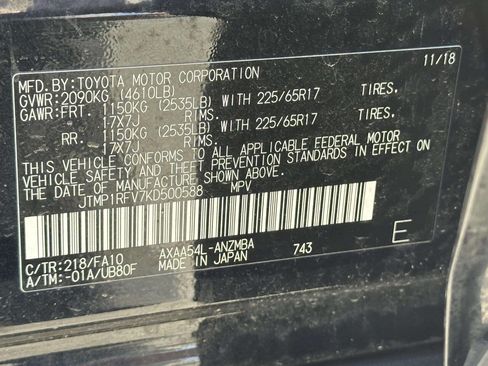 MFD.BY:TOYOTA MOTOR CORPORATION 11/18
GVWR:2090KG (4610LB)
GAWR:FRT. 1150KG (2535LB) WITH 225/65R17 TIRES,
17X7J RIMS.
RR. 1150KG (2535LB) WITH 225/65R17 TIRES,
17X7J RIMS.
THIS VEHICLE CONFORMS TO ALL APPLICABLE FEDERAL MOTOR
VEHICLE SAFETY AND THEFT PREVENTION STANDARDS IN EFFECT ON
THE DATE OF MANUFACTURE SHOWN ABOVE.
JTMP1RFV7KD500588 MPV
C/TR:218/FA10 AXAA54L-ANZMBA 743 E
A/TM:-01A/UB80F MADE IN JAPAN